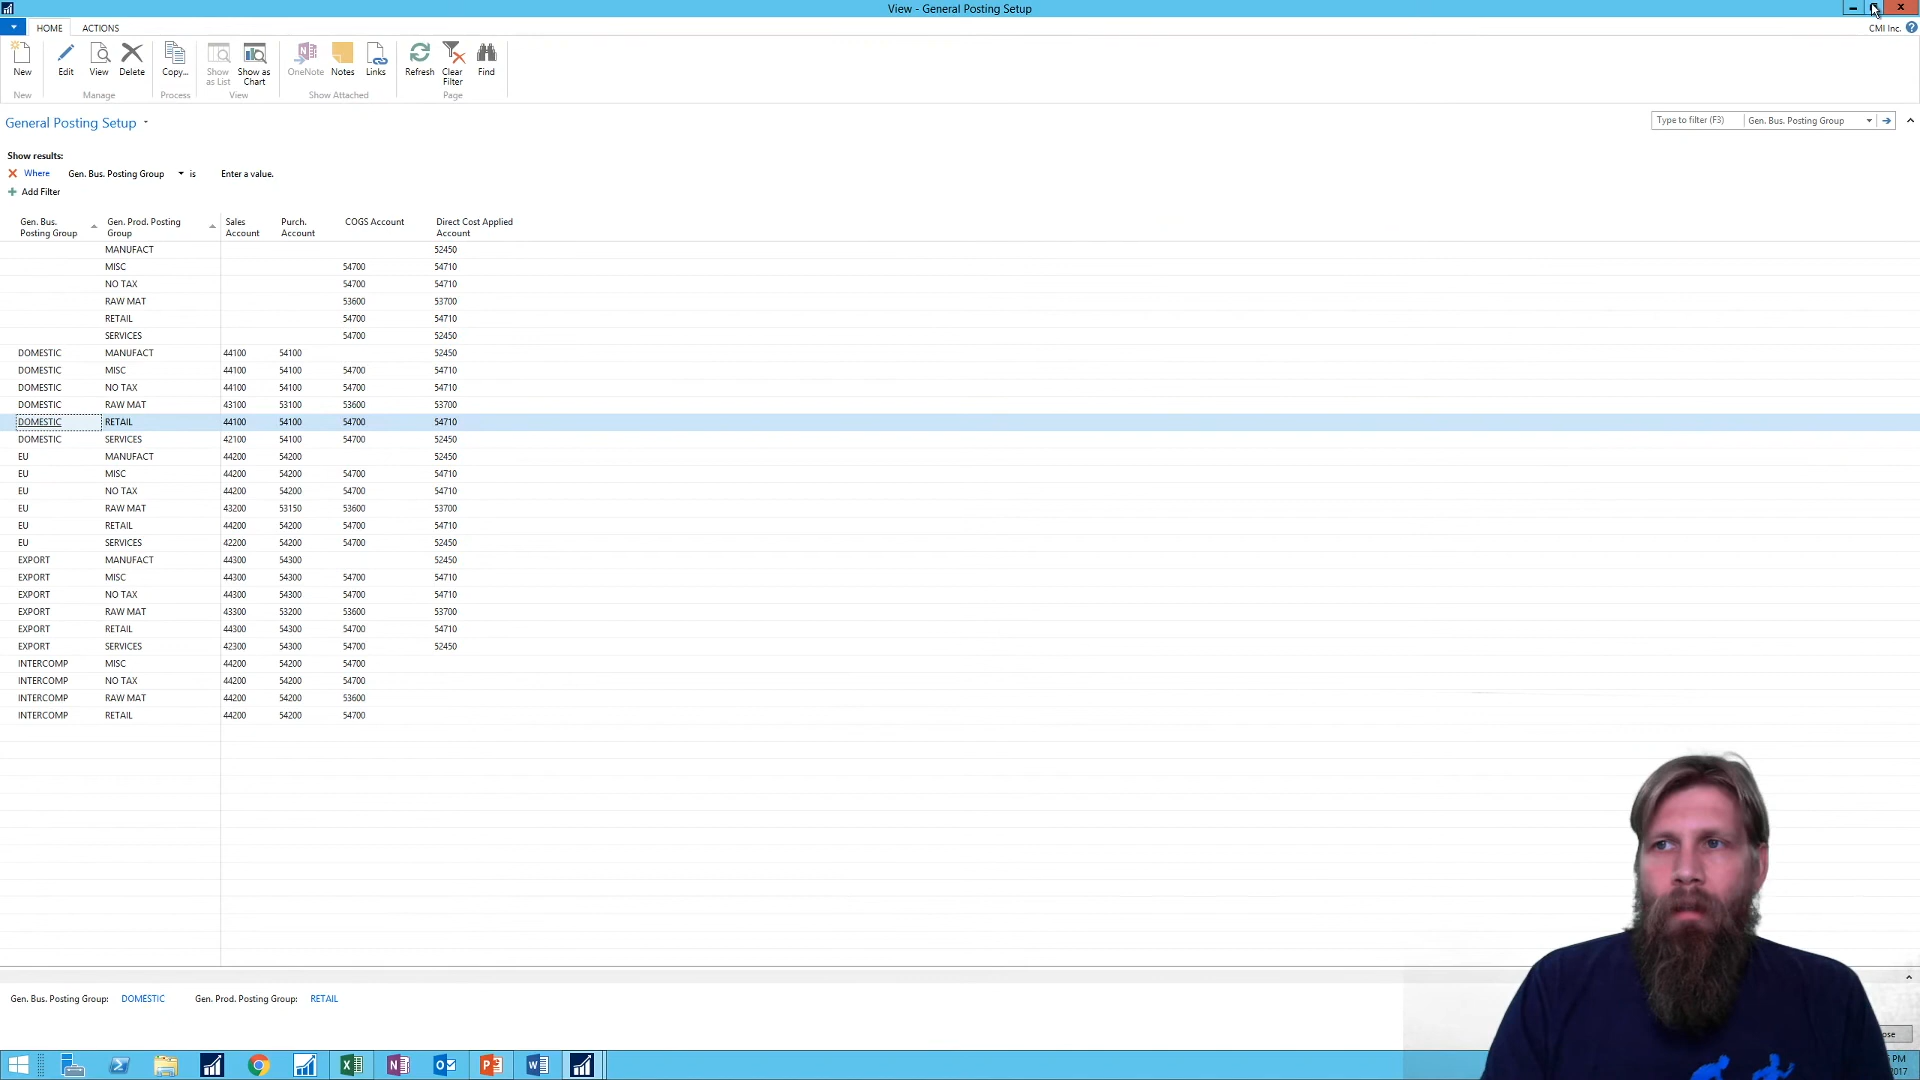 View - General Posting Setup
HOME ACTIONS CMI Inc.
New Edit View Delete Copy... Show as List Show as Chart OneNote Notes Links Refresh Clear Filter Find
New Manage Process View Show Attached Page
General Posting Setup
Type to filter (F3) Gen. Bus. Posting Group
Show results:
Where Gen. Bus. Posting Group is Enter a value.
Add Filter
Gen. Bus. Posting Group Gen. Prod. Posting Group Sales Account Purch. Account COGS Account Direct Cost Applied Account
MANUFACT 52450
MISC 54700 54710
NO TAX 54700 54710
RAW MAT 53600 53700
RETAIL 54700 54710
SERVICES 54700 52450
DOMESTIC MANUFACT 44100 54100 52450
DOMESTIC MISC 44100 54100 54700 54710
DOMESTIC NO TAX 44100 54100 54700 54710
DOMESTIC RAW MAT 43100 53100 53600 53700
DOMESTIC RETAIL 44100 54100 54700 54710
DOMESTIC SERVICES 42100 54100 54700 52450
EU MANUFACT 44200 54200 52450
EU MISC 44200 54200 54700 54710
EU NO TAX 44200 54200 54700 54710
EU RAW MAT 43200 53150 53600 53700
EU RETAIL 44200 54200 54700 54710
EU SERVICES 42200 54200 54700 52450
EXPORT MANUFACT 44300 54300 52450
EXPORT MISC 44300 54300 54700 54710
EXPORT NO TAX 44300 54300 54700 54710
EXPORT RAW MAT 43300 53200 53600 53700
EXPORT RETAIL 44300 54300 54700 54710
EXPORT SERVICES 42300 54300 54700 52450
INTERCOMP MISC 44200 54200 54700
INTERCOMP NO TAX 44200 54200 54700
INTERCOMP RAW MAT 44200 54200 53600
INTERCOMP RETAIL 44200 54200 54700
Gen. Bus. Posting Group: DOMESTIC Gen. Prod. Posting Group: RETAIL
PM
2017